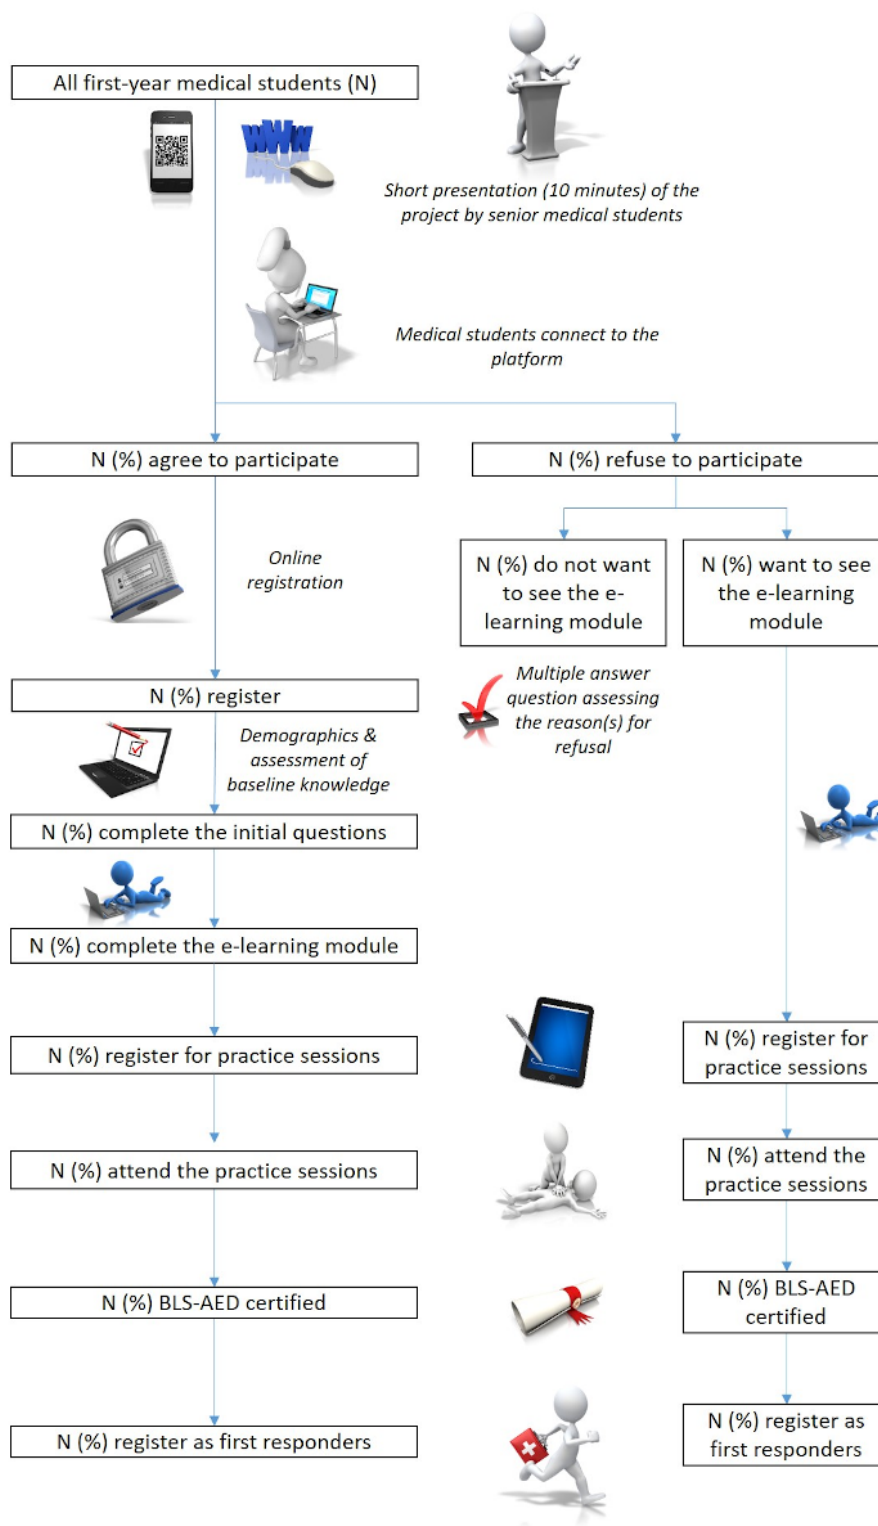 All first-year medical students (N)
WWW
Short presentation (10 minutes) of the
project by senior medical students
Medical students connect to the
platform
N (%) agree to participate
N (%) refuse to participate
Online
registration
N (%) do not want
to see the e-
learning module
N (%) want to see
the e-learning
module
N (%) register
Multiple answer
question assessing
the reason(s) for
refusal
Demographics &
assessment of
baseline knowledge
N (%) complete the initial questions
N (%) complete the e-learning module
N (%) register for practice sessions
N (%) register for
practice sessions
N (%) attend the practice sessions
N (%) attend the
practice sessions
N (%) BLS-AED certified
N (%) BLS-AED
certified
N (%) register as first responders
N (%) register as
first responders